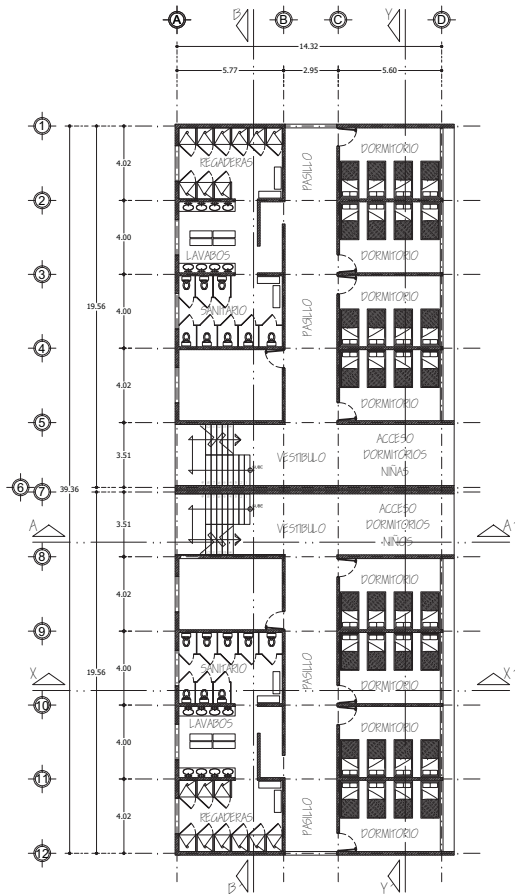 A B C D
B' Y'
14.32
5.77 2.95 5.60
1
4.02
REGADERAS
PASILLO
DORMITORIO
2
4.00
LAVABOS
DORMITORIO
3
19.56
4.00
SANITARIO
PASILLO
DORMITORIO
4
4.02
DORMITORIO
5
3.51
VESTIBULO
ACCESO
DORMITORIOS
NIÑAS
SUBE
6
7
39.36
SUBE
A
3.51
VESTIBULO
ACCESO
DORMITORIOS
NIÑOS
A'
8
4.02
DORMITORIO
9
X
19.56
4.00
SANITARIO
PASILLO
DORMITORIO
X'
10
4.00
LAVABOS
DORMITORIO
11
4.02
REGADERAS
PASILLO
DORMITORIO
12
B' Y'